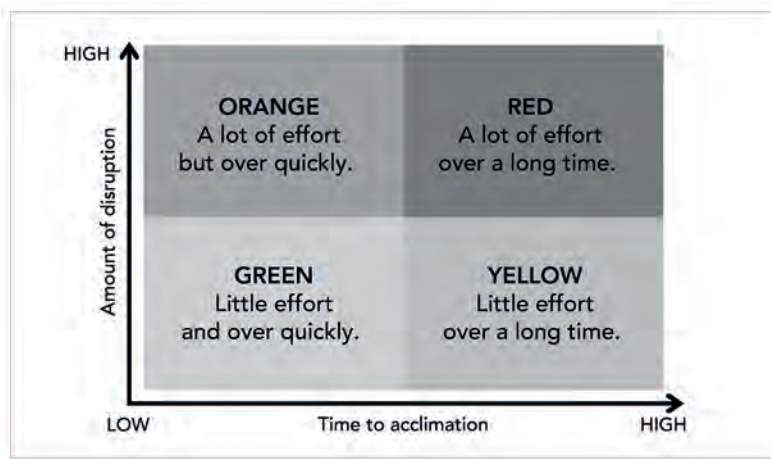 HIGH
Amount of disruption
ORANGE
A lot of effort
but over quickly.
RED
A lot of effort
over a long time.
GREEN
Little effort
and over quickly.
YELLOW
Little effort
over a long time.
LOW
Time to acclimation
HIGH